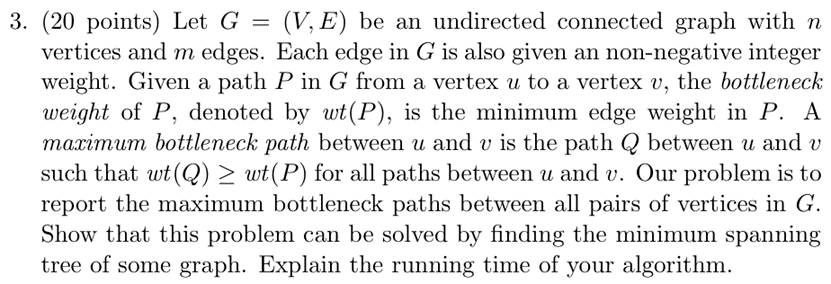 3. (20 points) Let G = (V, E) be an undirected connected graph with n
vertices and m edges. Each edge in G is also given an non-negative integer
weight. Given a path P in G from a vertex u to a vertex v, the bottleneck
weight of P, denoted by wt(P), is the minimum edge weight in P. A
maximum bottleneck path between u and v is the path Q between u and v
such that wt(Q) ≥ wt(P) for all paths between u and v. Our problem is to
report the maximum bottleneck paths between all pairs of vertices in G.
Show that this problem can be solved by finding the minimum spanning
tree of some graph. Explain the running time of your algorithm.